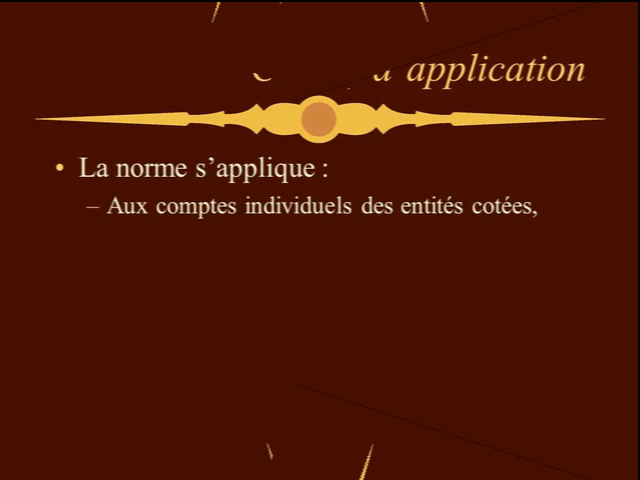 application
La norme s’applique :
– Aux comptes individuels des entités cotées,